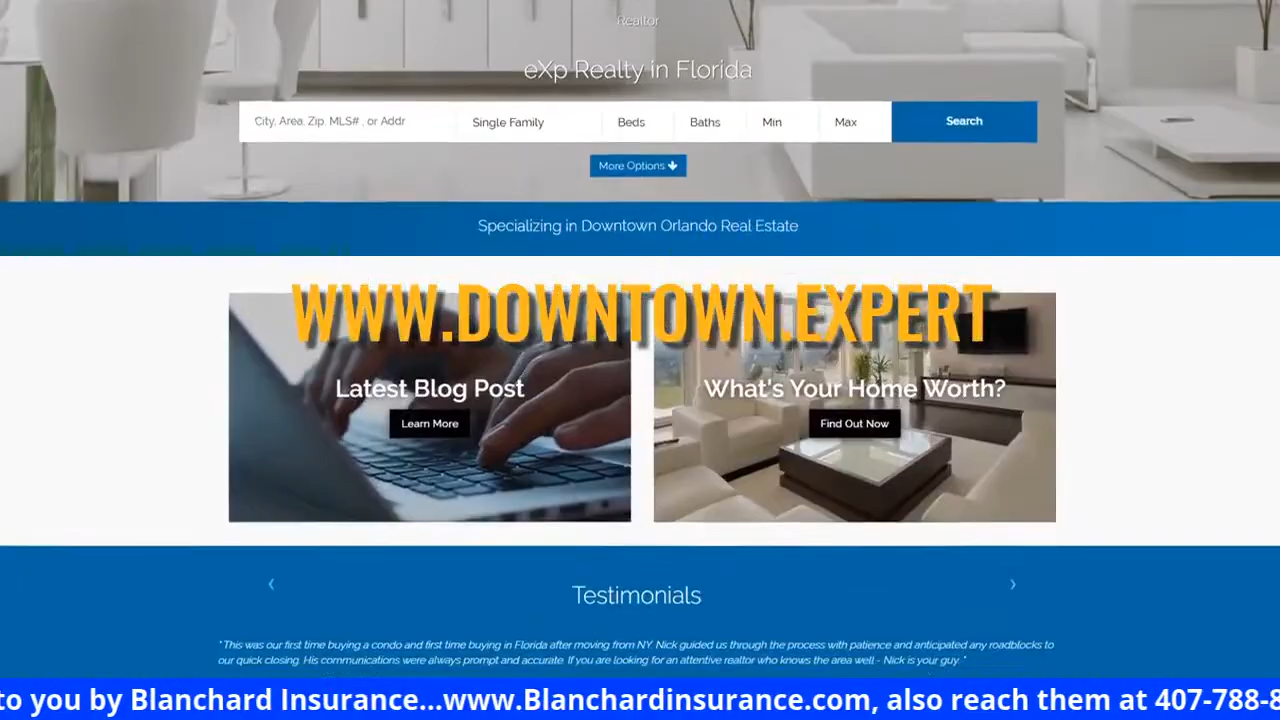 Realtor
eXp Realty in Florida
City, Area, Zip, MLS# , or Addr
Single Family
Beds
Baths
Min
Max
Search
More Options
Specializing in Downtown Orlando Real Estate
WWW.DOWNTOWN.EXPERT
Latest Blog Post
What's Your Home Worth?
Learn More
Find Out Now
Testimonials
" This was our first time buying a condo and first time buying in Florida after moving from NY. Nick guided us through the process with patience and anticipated any roadblocks to
our quick closing. His communications were always prompt and accurate. If you are looking for an attentive realtor who knows the area well - Nick is your guy. "
to you by Blanchard Insurance...www.Blanchardinsurance.com, also reach them at 407-788-8